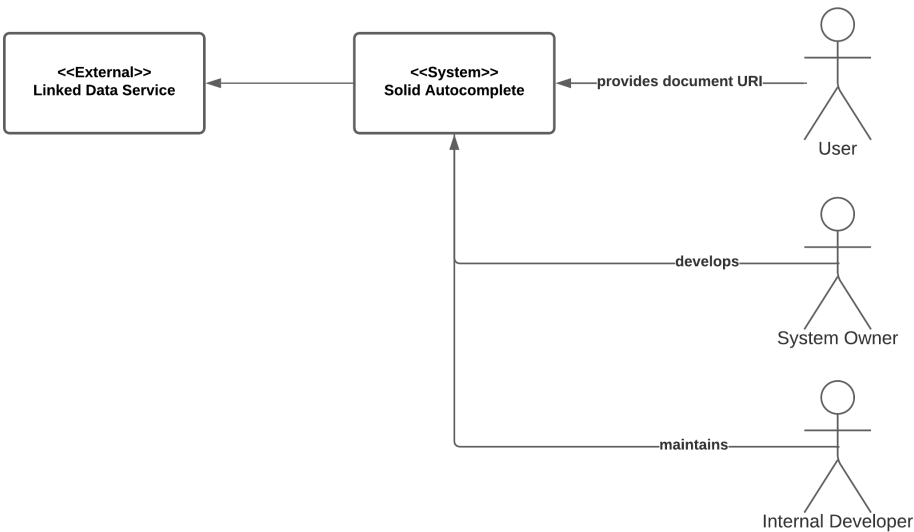 <<External>>
Linked Data Service
<<System>>
Solid Autocomplete
provides document URI
User
develops
System Owner
maintains
Internal Developer